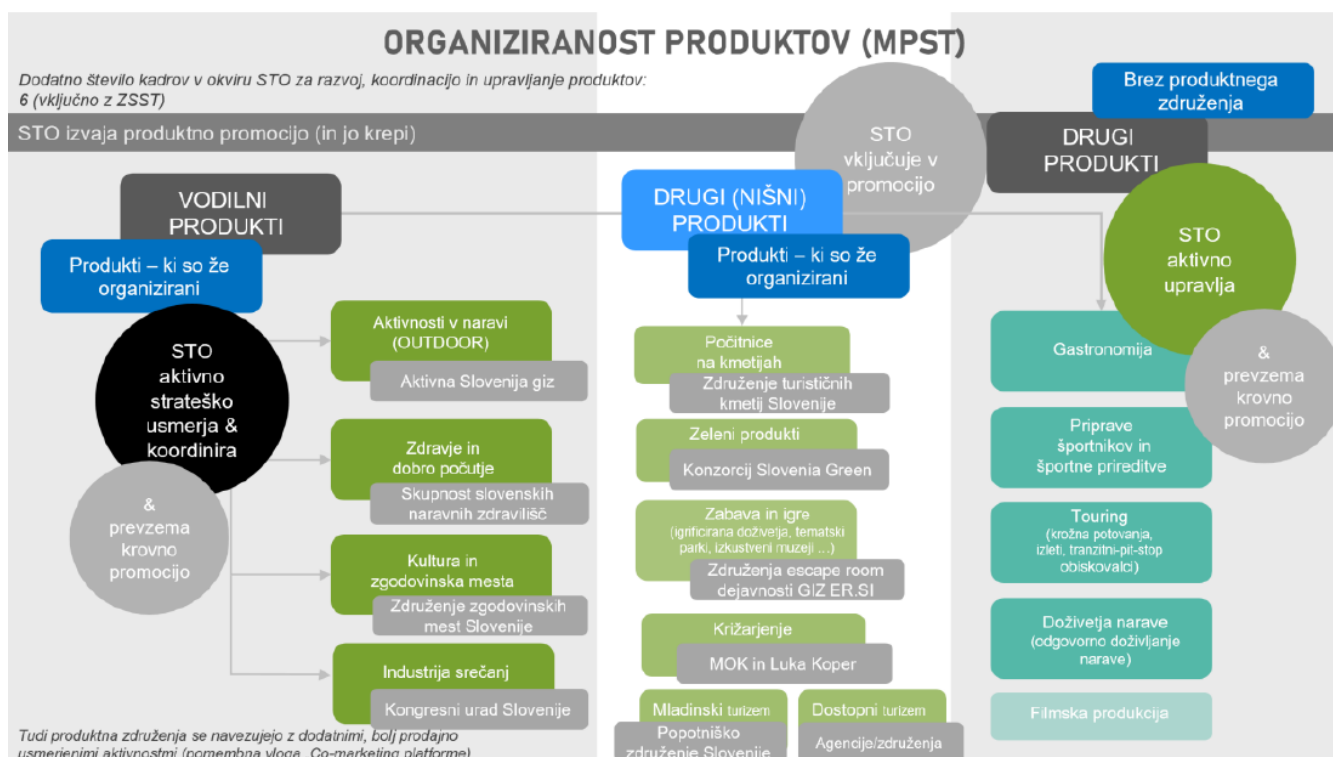 ORGANIZIRANOST PRODUKTOV (MPST)
Dodatno število kadrov v okviru STO za razvoj, koordinacijo in upravljanje produktov:
6 (vključno z ZSST)
STO izvaja produktno promocijo (in jo krepi)
VODILNI
PRODUKTI
Produkti – ki so že
organizirani
STO
aktivno
strateško
usmerja &
koordinira
&
prevzema
krovno
promocijo
Aktivnosti v naravi
(OUTDOOR)
Aktivna Slovenija giz
Zdravje in
dobro počutje
Skupnost slovenskih
naravnih zdravilišč
Kultura in
zgodovinska mesta
Združenje zgodovinskih
mest Slovenije
Industrija srečanj
Kongresni urad Slovenije
Tudi produktna združenja se navezujejo z dodatnimi, bolj prodajno
usmerjenimi aktivnostmi (pomembna vloga, Co-marketing platforme)
STO
vključuje v
promocijo
DRUGI (NIŠNI)
PRODUKTI
Produkti – ki so že
organizirani
Počitnice
na kmetijah
Združenje turističnih
kmetij Slovenije
Zeleni produkti
Konzorcij Slovenia Green
Zabava in igre
(igrificirana doživetja, tematski
parki, izkustveni muzeji ...)
Združenja escape room
dejavnosti GIZ ER.SI
Križarjenje
MOK in Luka Koper
Mladinski turizem
Popotniško
združenje Slovenije
Dostopni turizem
Agencije/združenja
Brez produktnega
združenja
DRUGI
PRODUKTI
STO
aktivno
upravlja
&
prevzema
krovno
promocijo
Gastronomija
Priprave
športnikov in
športne prireditve
Touring
(krožna potovanja,
izleti, tranzitni-pit-stop
obiskovalci)
Doživetja narave
(odgovorno doživljanje
narave)
Filmska produkcija